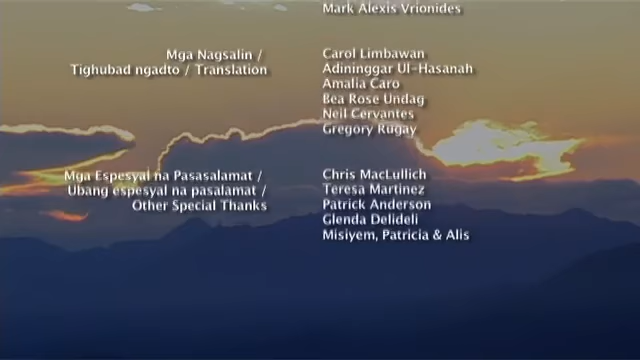 Mark Alexis Vrionides
Mga Nagsalin /
Tighubad ngadto / Translation
Carol Limbawan
Adininggar Ul-Hasanah
Amalia Caro
Bea Rose Undag
Neil Cervantes
Gregory Rugay
Mga Espesyal na Pasasalamat /
Ubang espesyal na pasalamat /
Other Special Thanks
Chris MacLullich
Teresa Martinez
Patrick Anderson
Glenda Delideli
Misiyem, Patricia & Alis